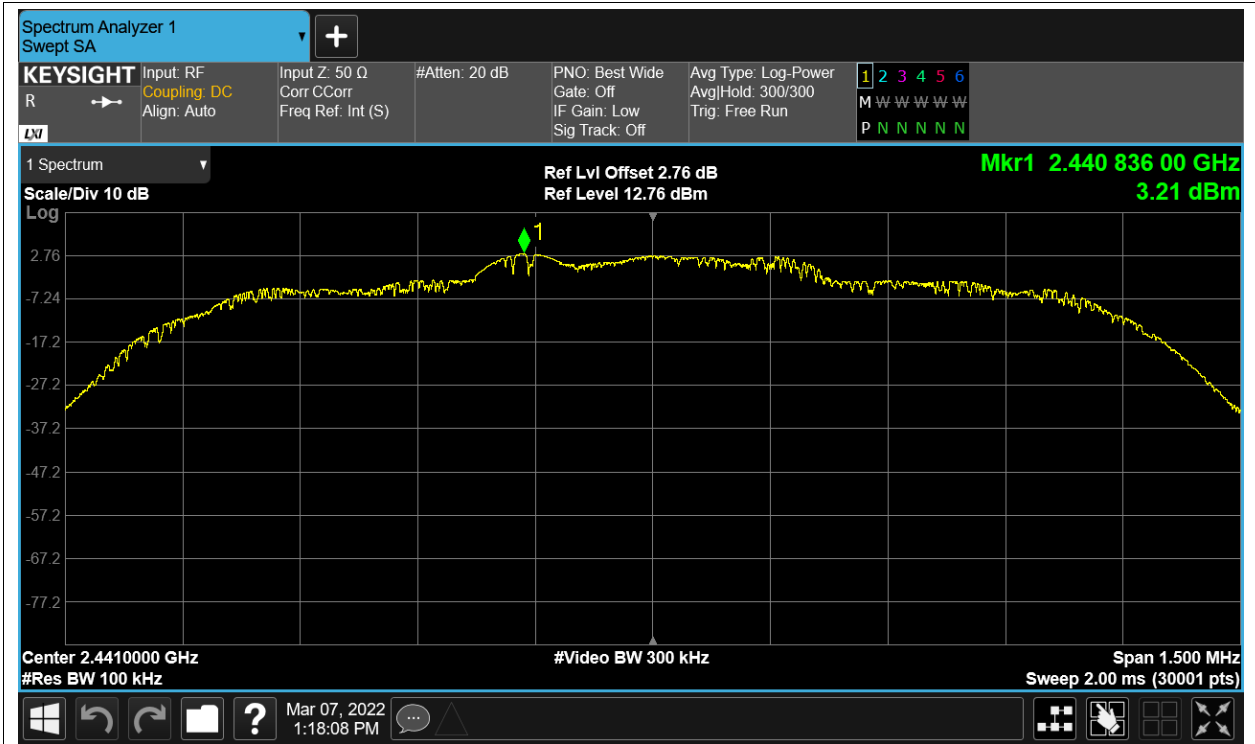 Spectrum Analyzer 1
Swept SA
KEYSIGHT
R
LXI
Input: RF
Coupling: DC
Align: Auto
Input Z: 50 Ω
Corr CCorr
Freq Ref: Int (S)
#Atten: 20 dB
PNO: Best Wide
Gate: Off
IF Gain: Low
Sig Track: Off
Avg Type: Log-Power
Avg|Hold: 300/300
Trig: Free Run
1 2 3 4 5 6
M W W W W W
P N N N N N
1 Spectrum
Scale/Div 10 dB
Log
Ref Lvl Offset 2.76 dB
Ref Level 12.76 dBm
Mkr1 2.440 836 00 GHz
3.21 dBm
1
2.76
-7.24
-17.2
-27.2
-37.2
-47.2
-57.2
-67.2
-77.2
Center 2.4410000 GHz
#Res BW 100 kHz
#Video BW 300 kHz
Span 1.500 MHz
Sweep 2.00 ms (30001 pts)
?
Mar 07, 2022
1:18:08 PM